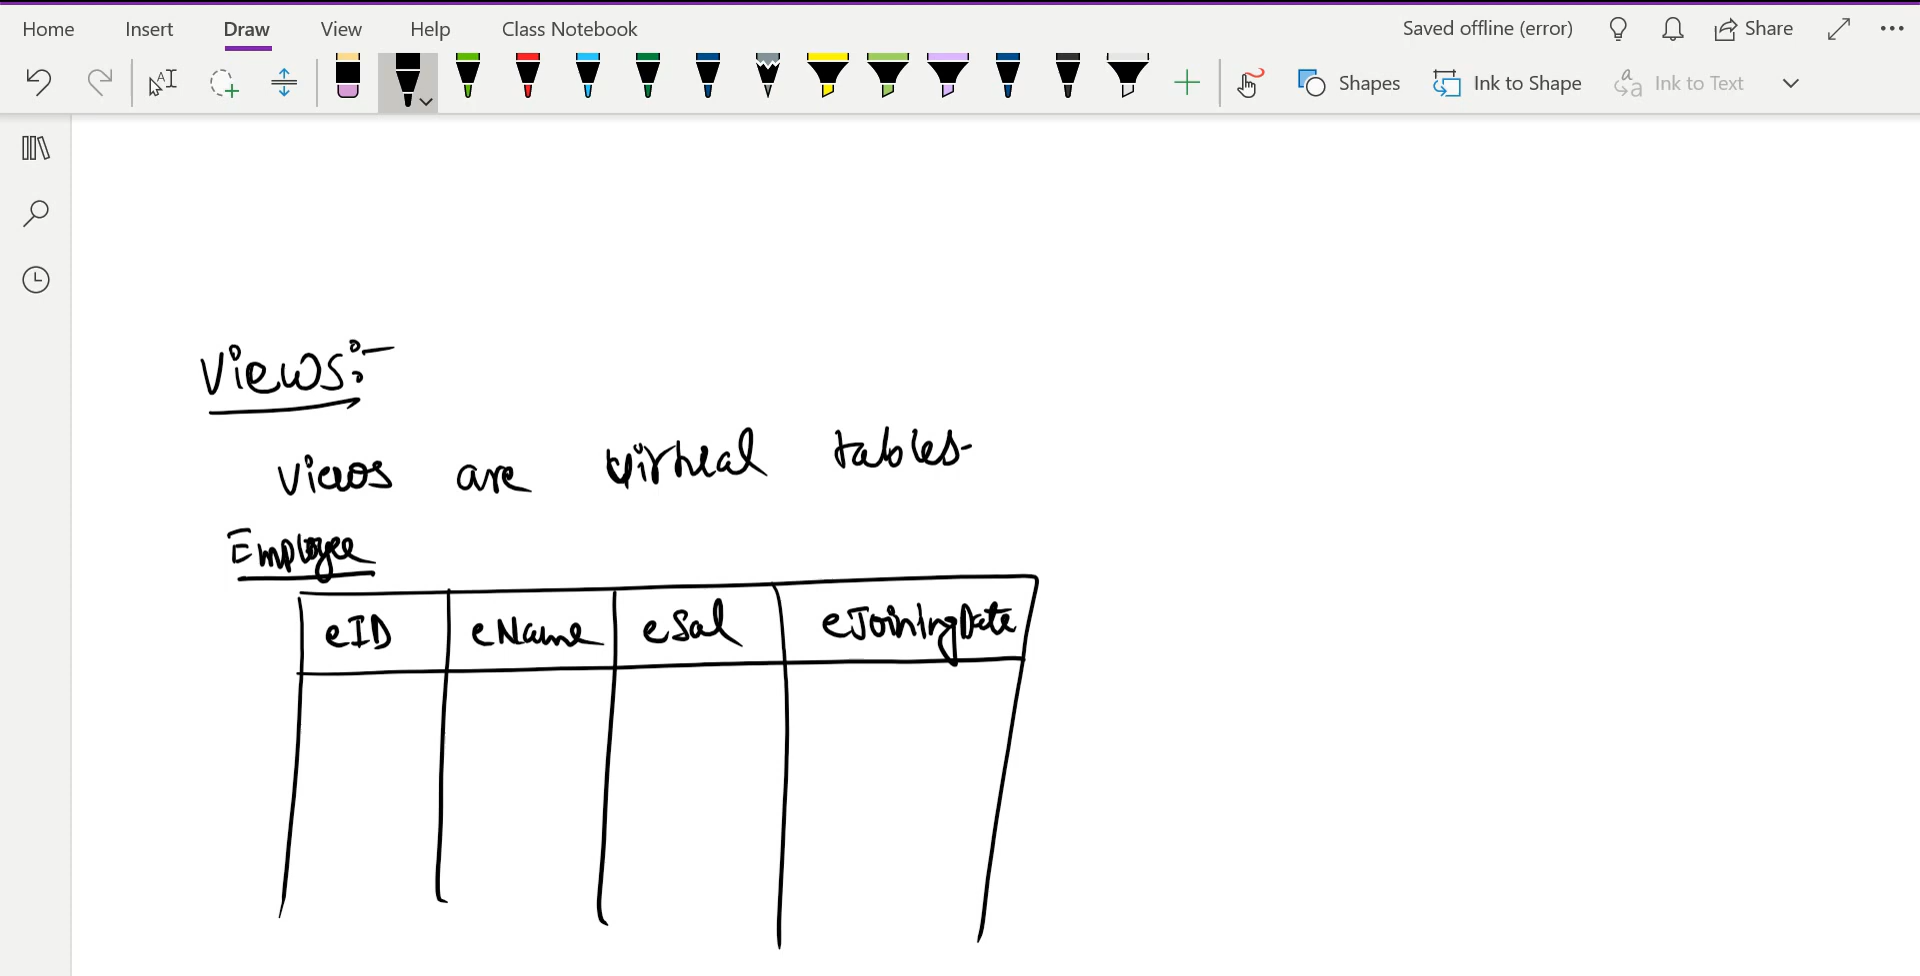 Home Insert Draw View Help Class Notebook Saved offline (error) Share
Shapes Ink to Shape Ink to Text
Views:-
Views are virtual tables.
Employee
eID eName eSal eJoiningDate